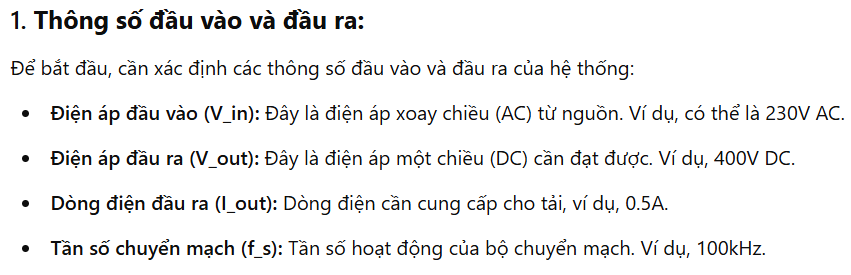 1. Thông số đầu vào và đầu ra:
Để bắt đầu, cần xác định các thông số đầu vào và đầu ra của hệ thống:
• Điện áp đầu vào (V_in): Đây là điện áp xoay chiều (AC) từ nguồn. Ví dụ, có thể là 230V AC.
• Điện áp đầu ra (V_out): Đây là điện áp một chiều (DC) cần đạt được. Ví dụ, 400V DC.
• Dòng điện đầu ra (I_out): Dòng điện cần cung cấp cho tải, ví dụ, 0.5A.
• Tần số chuyển mạch (f_s): Tần số hoạt động của bộ chuyển mạch. Ví dụ, 100kHz.